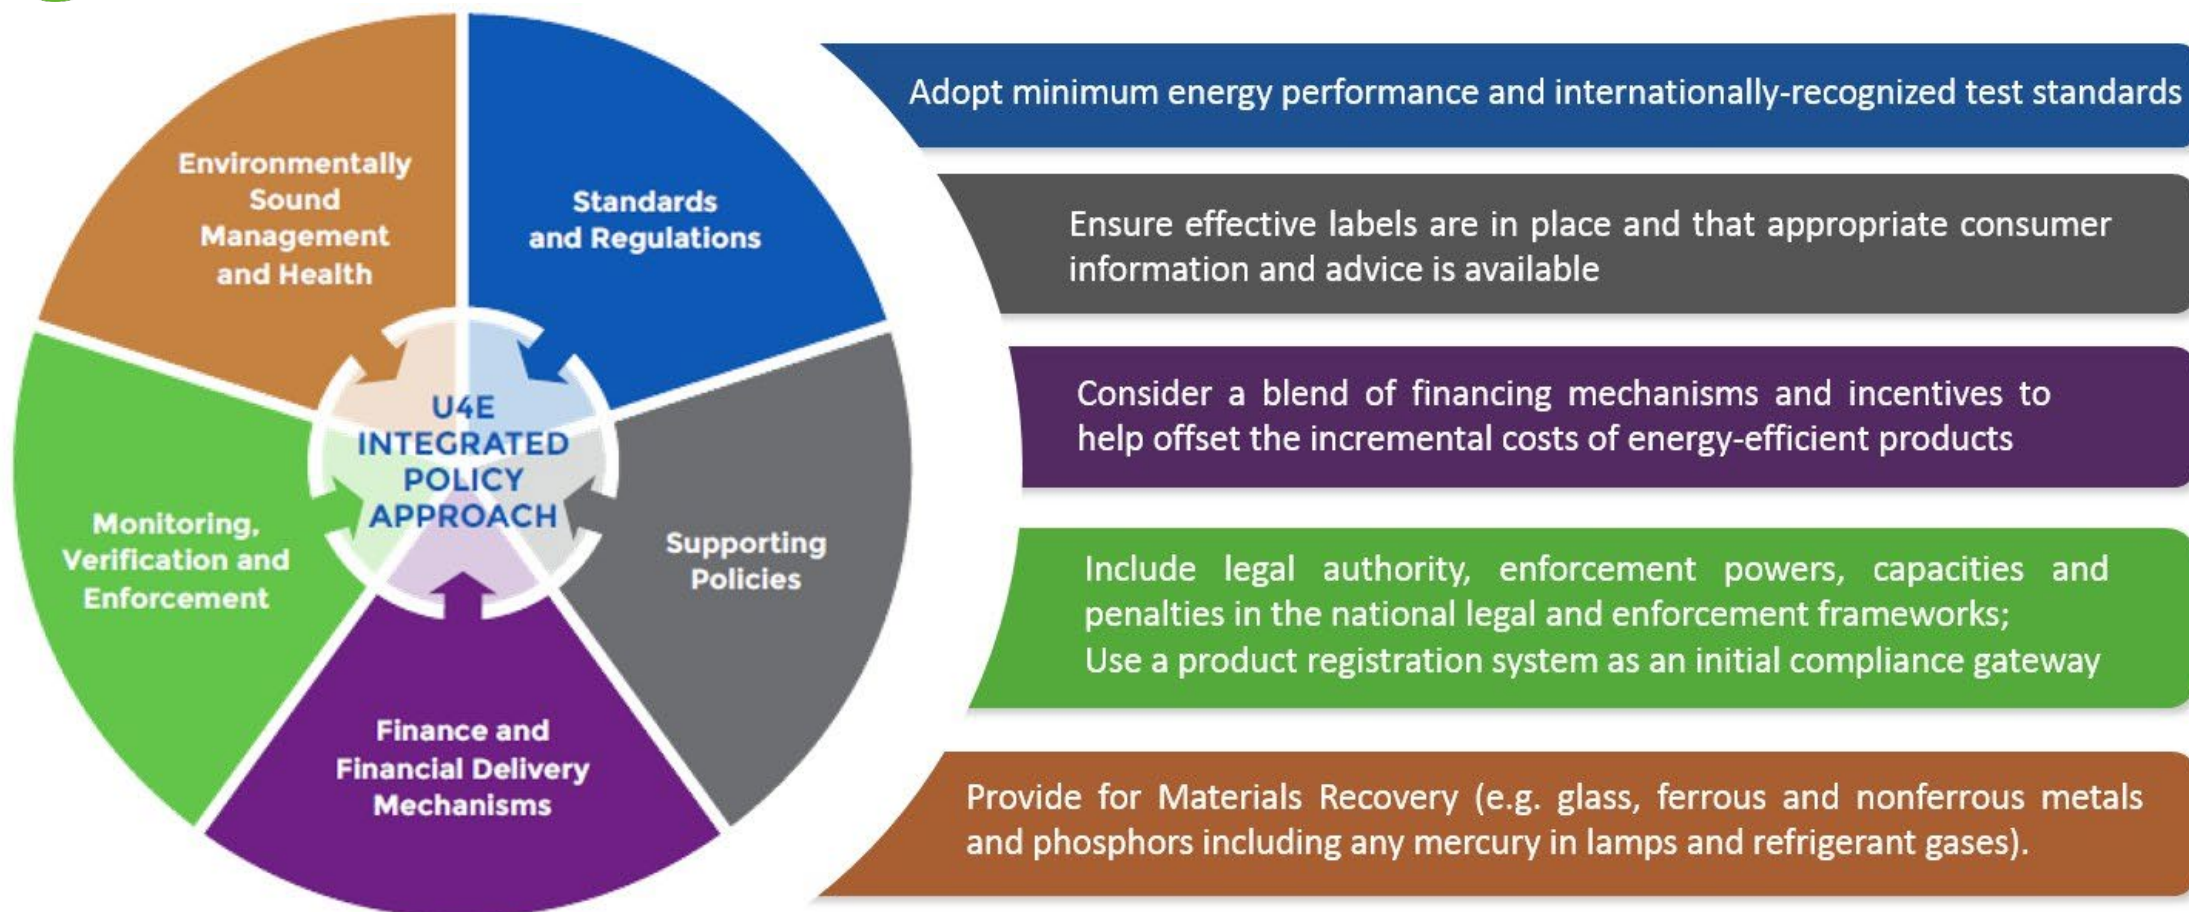 Environmentally
Sound
Management
and Health
Standards
and Regulations
U4E
INTEGRATED
POLICY
APPROACH
Monitoring,
Verification and
Enforcement
Supporting
Policies
Finance and
Financial Delivery
Mechanisms
Adopt minimum energy performance and internationally-recognized test standards
Ensure effective labels are in place and that appropriate consumer
information and advice is available
Consider a blend of financing mechanisms and incentives to
help offset the incremental costs of energy-efficient products
Include legal authority, enforcement powers, capacities and
penalties in the national legal and enforcement frameworks;
Use a product registration system as an initial compliance gateway
Provide for Materials Recovery (e.g. glass, ferrous and nonferrous metals
and phosphors including any mercury in lamps and refrigerant gases).